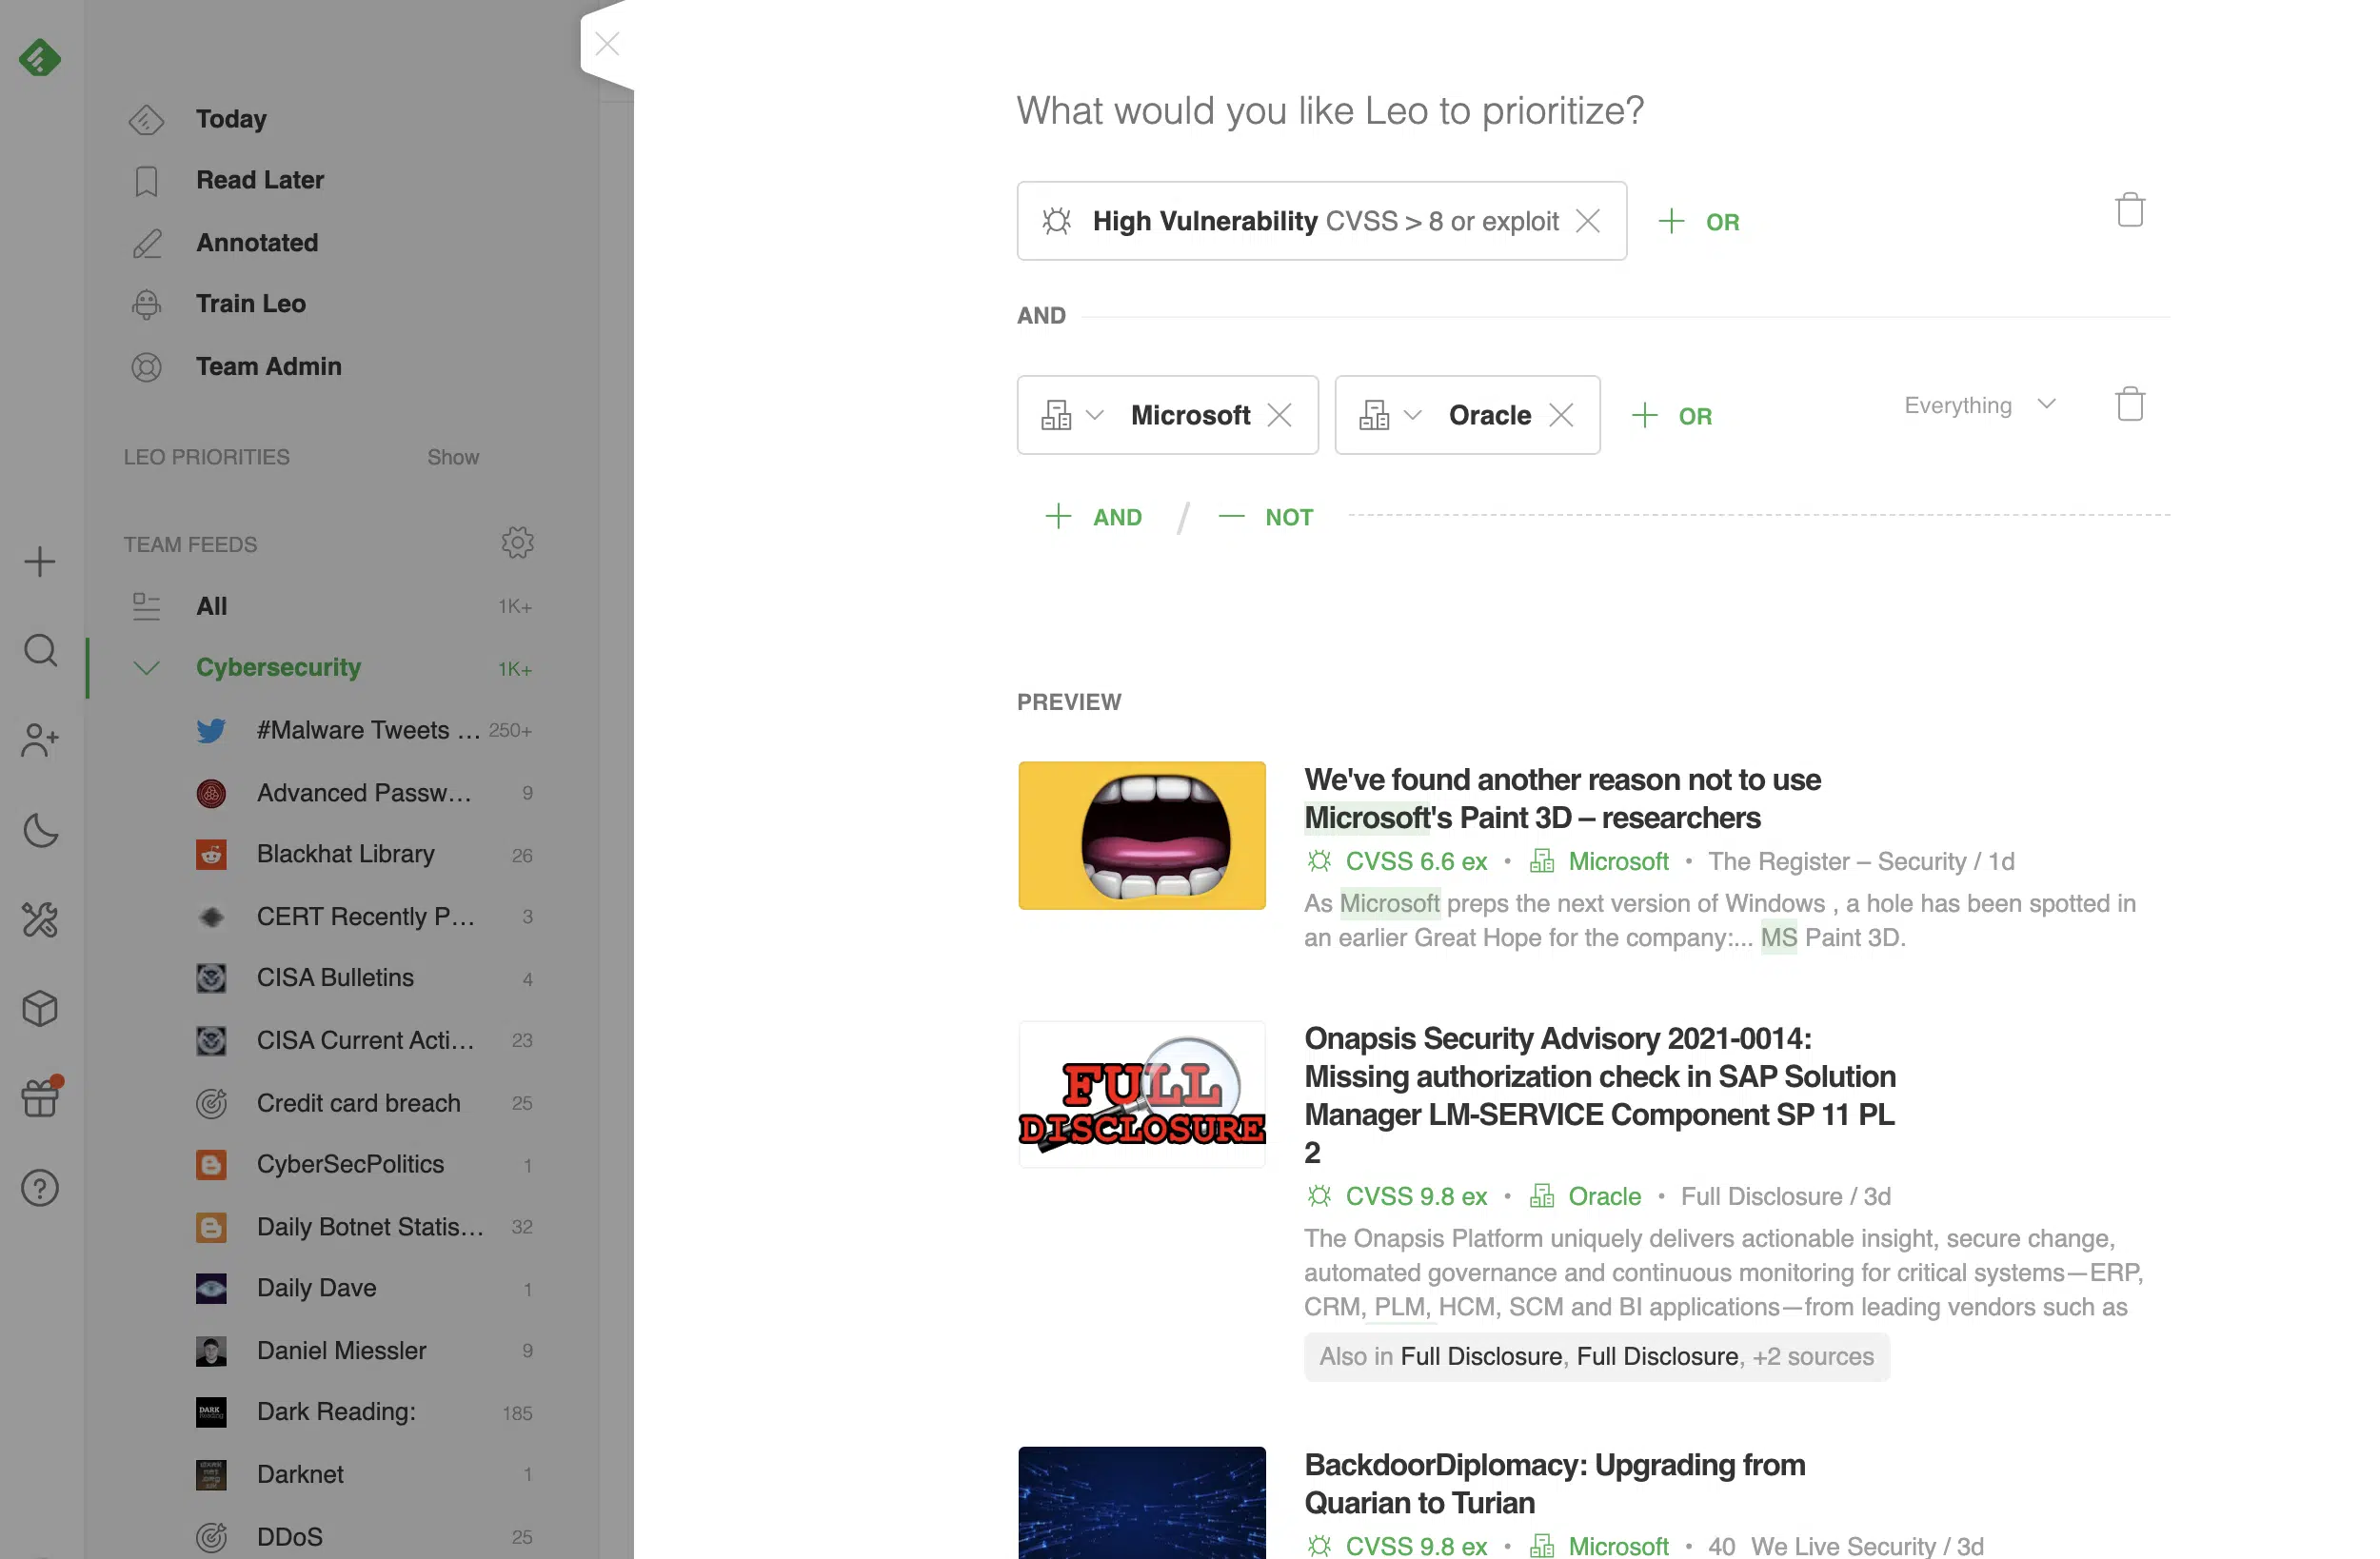 Today
Read Later
Annotated
Train Leo
Team Admin
LEO PRIORITIES Show
TEAM FEEDS
All 1K+
Cybersecurity 1K+
#Malware Tweets ... 250+
Advanced Passw... 9
Blackhat Library 26
CERT Recently P... 3
CISA Bulletins 4
CISA Current Acti... 23
Credit card breach 25
CyberSecPolitics 1
Daily Botnet Statis... 32
Daily Dave 1
Daniel Miessler 9
DARK
Reading
Dark Reading: 185
Darknet 1
DDoS 25
What would you like Leo to prioritize?
High Vulnerability CVSS > 8 or exploit OR
AND
Microsoft Oracle OR Everything
AND / NOT
PREVIEW
We've found another reason not to use
Microsoft's Paint 3D – researchers
CVSS 6.6 ex • Microsoft • The Register – Security / 1d
As Microsoft preps the next version of Windows , a hole has been spotted in
an earlier Great Hope for the company:... MS Paint 3D.
FULL
DISCLOSURE
Onapsis Security Advisory 2021-0014:
Missing authorization check in SAP Solution
Manager LM-SERVICE Component SP 11 PL
2
CVSS 9.8 ex • Oracle • Full Disclosure / 3d
The Onapsis Platform uniquely delivers actionable insight, secure change,
automated governance and continuous monitoring for critical systems—ERP,
CRM, PLM, HCM, SCM and BI applications—from leading vendors such as
Also in Full Disclosure, Full Disclosure, +2 sources
BackdoorDiplomacy: Upgrading from
Quarian to Turian
CVSS 9.8 ex • Microsoft • 40 We Live Security / 3d